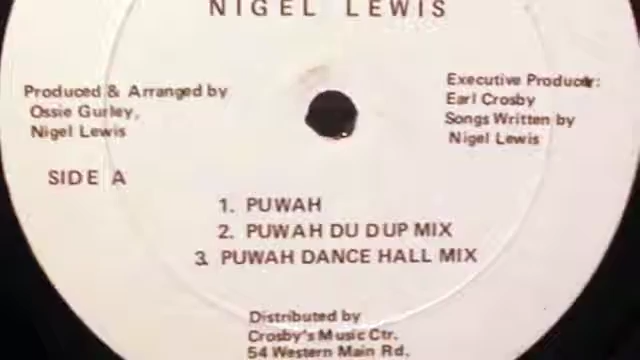 NIGEL LEWIS
Produced & Arranged by
Ossie Gurley,
Nigel Lewis
Executive Producer:
Earl Crosby
Songs Written by
Nigel Lewis
SIDE A
1. PUWAH
2. PUWAH DU DUP MIX
3. PUWAH DANCE HALL MIX
Distributed by
Crosby's Music Ctr.
54 Western Main Rd.